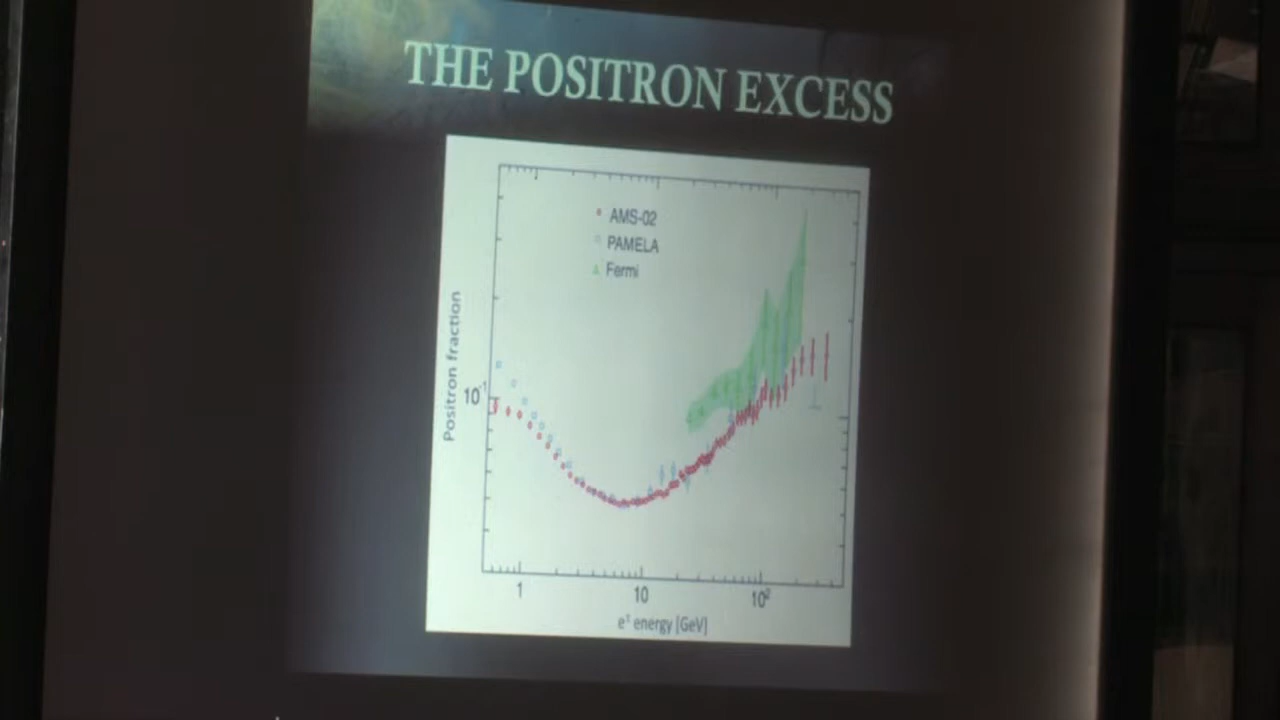 THE POSITRON EXCESS
AMS-02
PAMELA
Fermi
Positron fraction
10⁻¹
1
10
10²
e± energy [GeV]